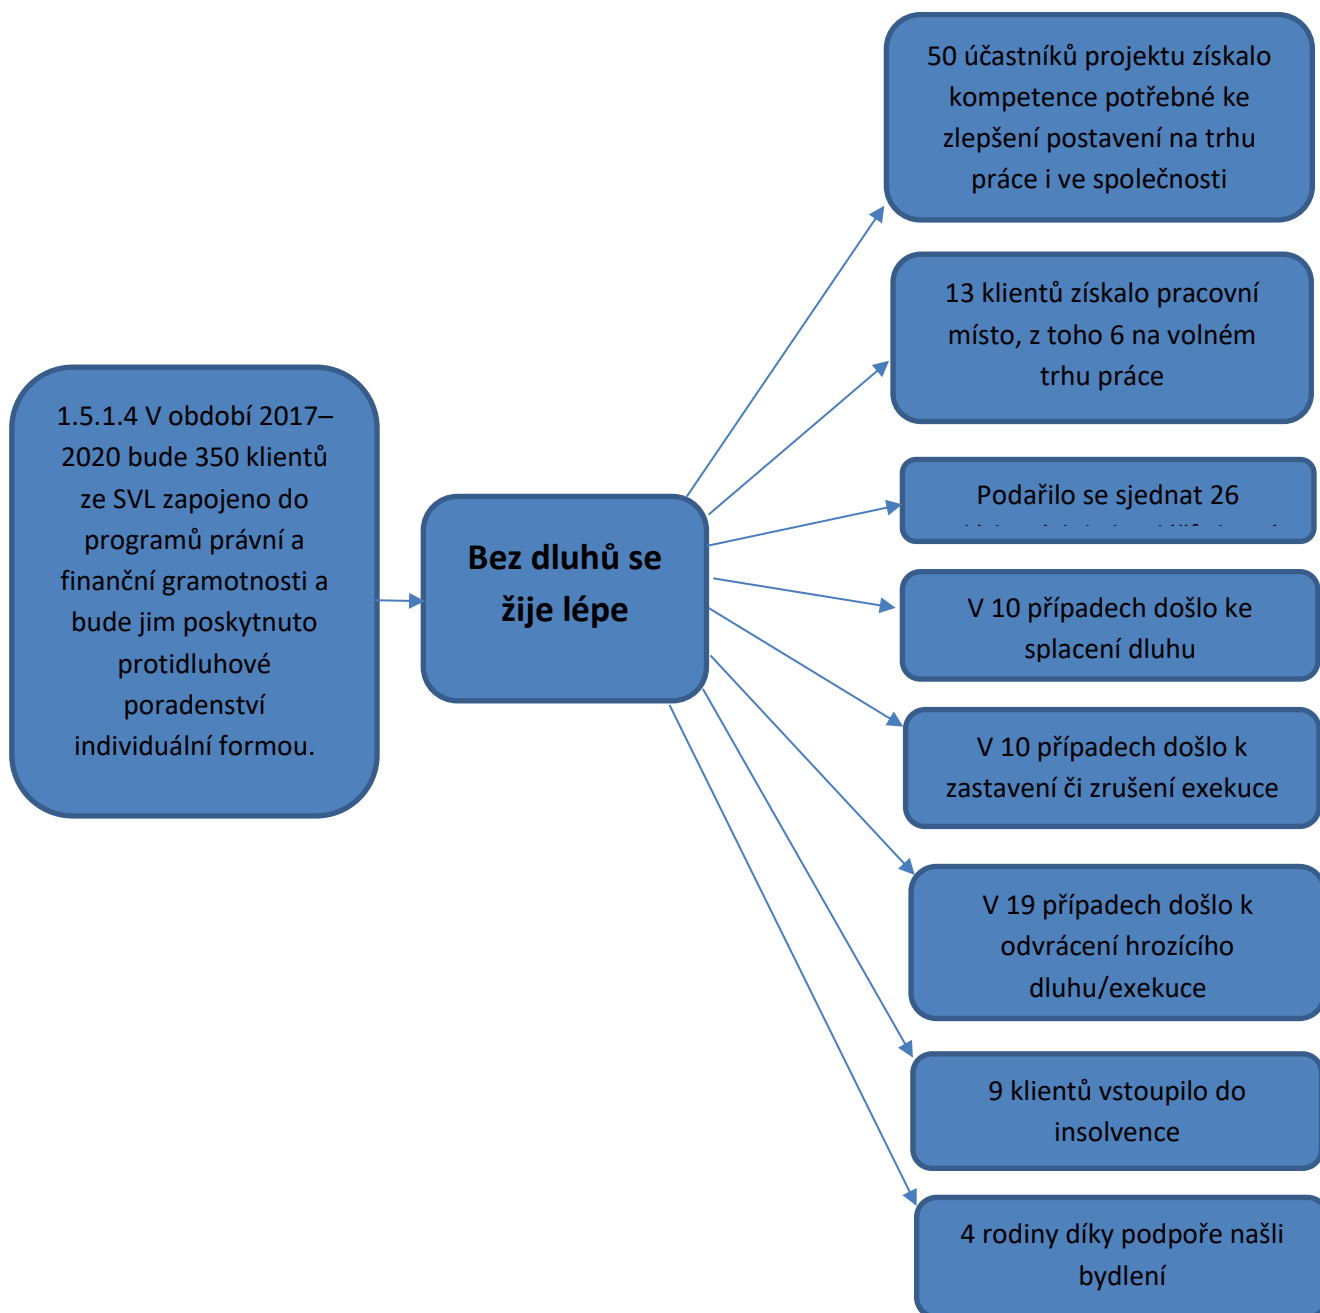 50 účastníků projektu získalo
kompetence potřebné ke
zlepšení postavení na trhu
práce i ve společnosti
13 klientů získalo pracovní
místo, z toho 6 na volném
trhu práce
1.5.1.4 V období 2017–
2020 bude 350 klientů
ze SVL zapojeno do
programů právní a
finanční gramotnosti a
bude jim poskytnuto
protidluhové
poradenství
individuální formou.
Bez dluhů se
žije lépe
Podařilo se sjednat 26
V 10 případech došlo ke
splacení dluhu
V 10 případech došlo k
zastavení či zrušení exekuce
V 19 případech došlo k
odvrácení hrozícího
dluhu/exekuce
9 klientů vstoupilo do
insolvence
4 rodiny díky podpoře našli
bydlení